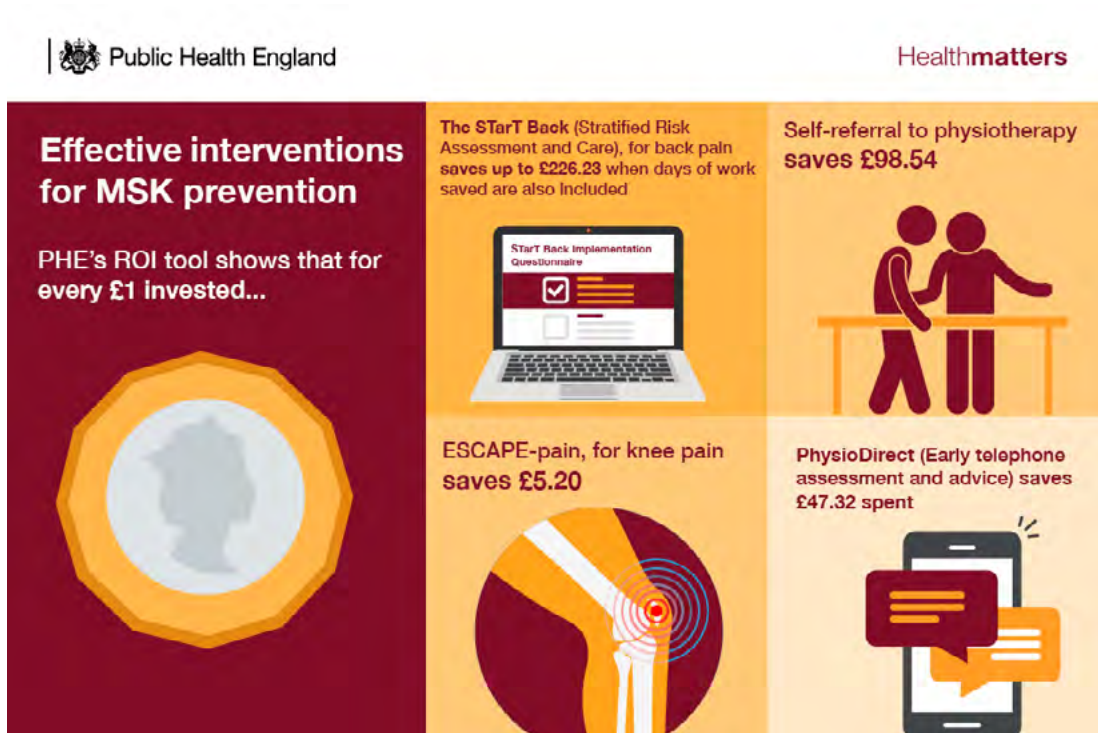 Public Health England
Healthmatters
Effective interventions
for MSK prevention
PHE's ROI tool shows that for
every £1 invested...
The STarT Back (Stratified Risk
Assessment and Care), for back pain
saves up to £226.23 when days of work
saved are also included
STarT Back Implementation
Questionnaire
Self-referral to physiotherapy
saves £98.54
ESCAPE-pain, for knee pain
saves £5.20
PhysioDirect (Early telephone
assessment and advice) saves
£47.32 spent